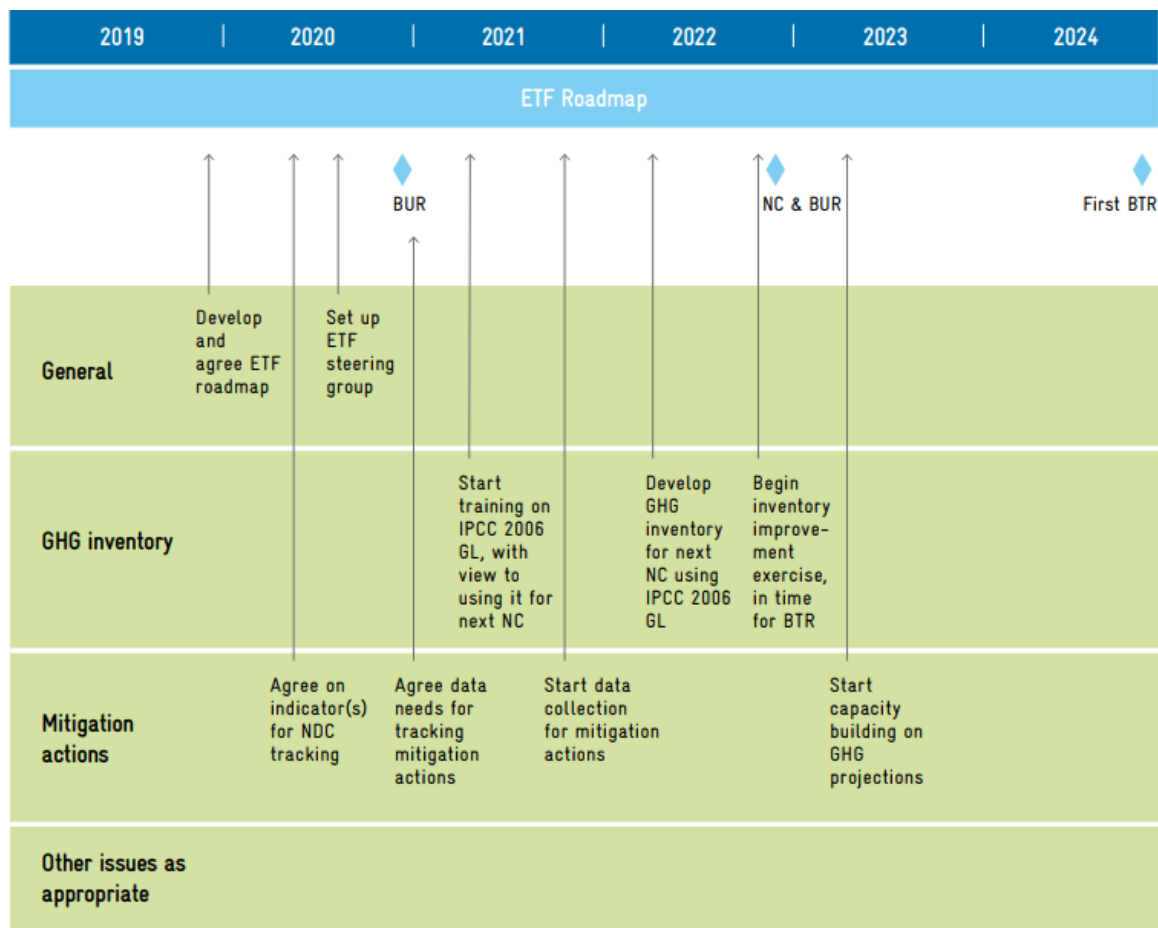 2019 | 2020 | 2021 | 2022 | 2023 | 2024
ETF Roadmap
BUR
NC & BUR
First BTR
General
Develop
and
agree ETF
roadmap
Set up
ETF
steering
group
GHG inventory
Start
training on
IPCC 2006
GL, with
view to
using it for
next NC
Develop
GHG
inventory
for next
NC using
IPCC 2006
GL
Begin
inventory
improve-
ment
exercise,
in time
for BTR
Mitigation
actions
Agree on
indicator(s)
for NDC
tracking
Agree data
needs for
tracking
mitigation
actions
Start data
collection
for mitigation
actions
Start
capacity
building on
GHG
projections
Other issues as
appropriate